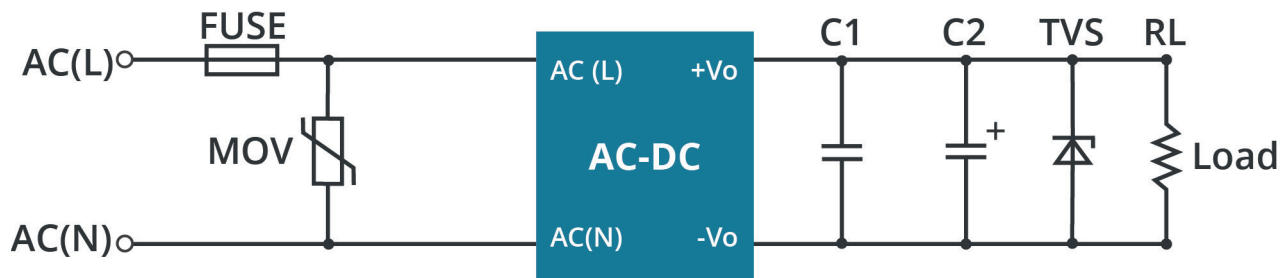 FUSE
C1
C2
TVS
RL
AC(L)
AC (L)
+Vo
+
MOV
AC-DC
Load
AC(N)
AC(N)
-Vo